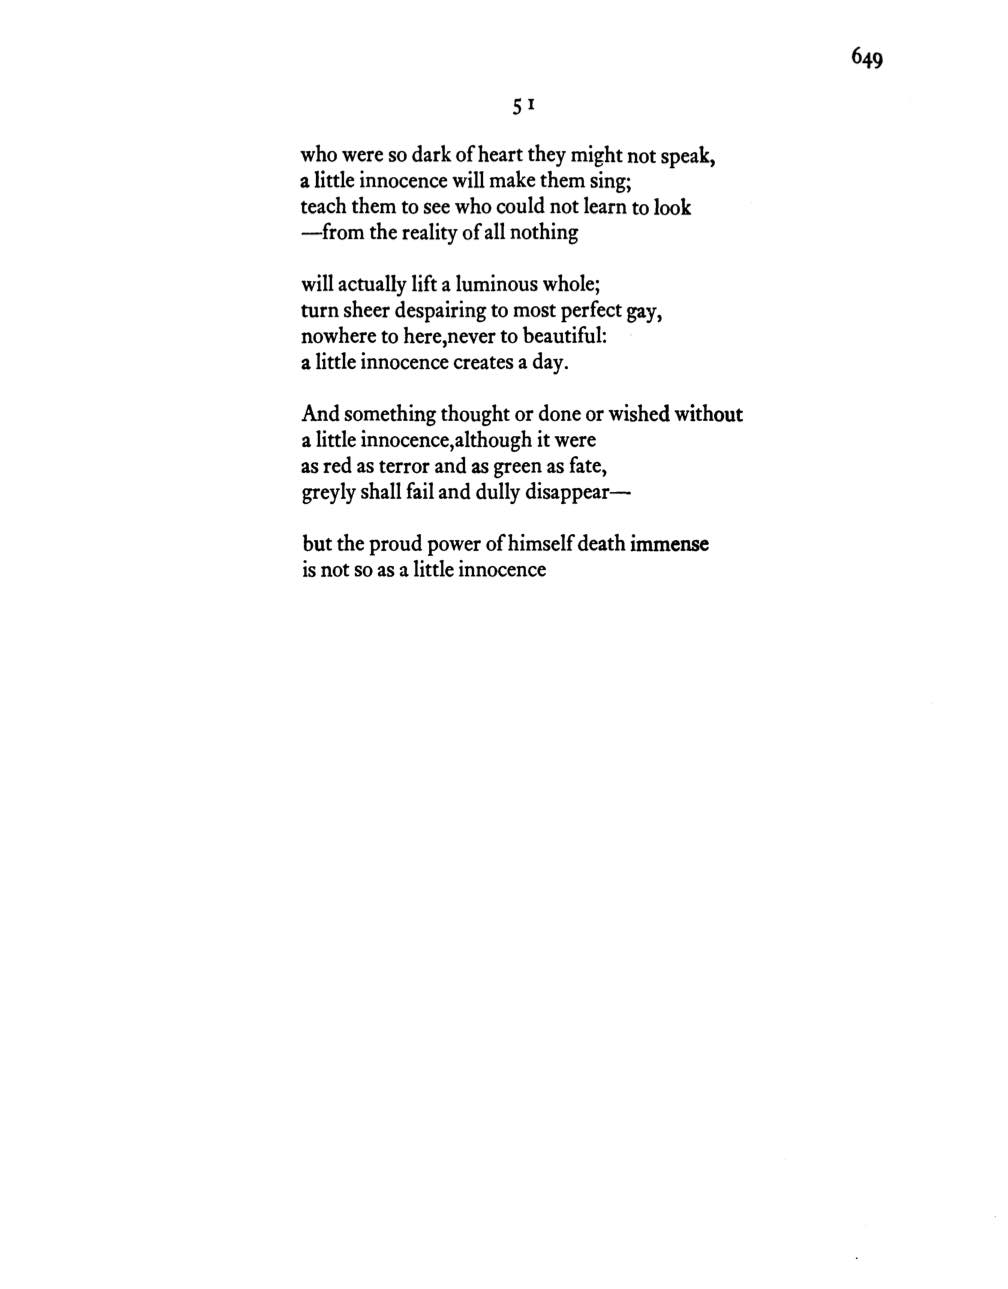 649
51
who were so dark of heart they might not speak,
a little innocence will make them sing;
teach them to see who could not learn to look
—from the reality of all nothing
will actually lift a luminous whole;
turn sheer despairing to most perfect gay,
nowhere to here,never to beautiful:
a little innocence creates a day.
And something thought or done or wished without
a little innocence,although it were
as red as terror and as green as fate,
greyly shall fail and dully disappear—
but the proud power of himself death immense
is not so as a little innocence